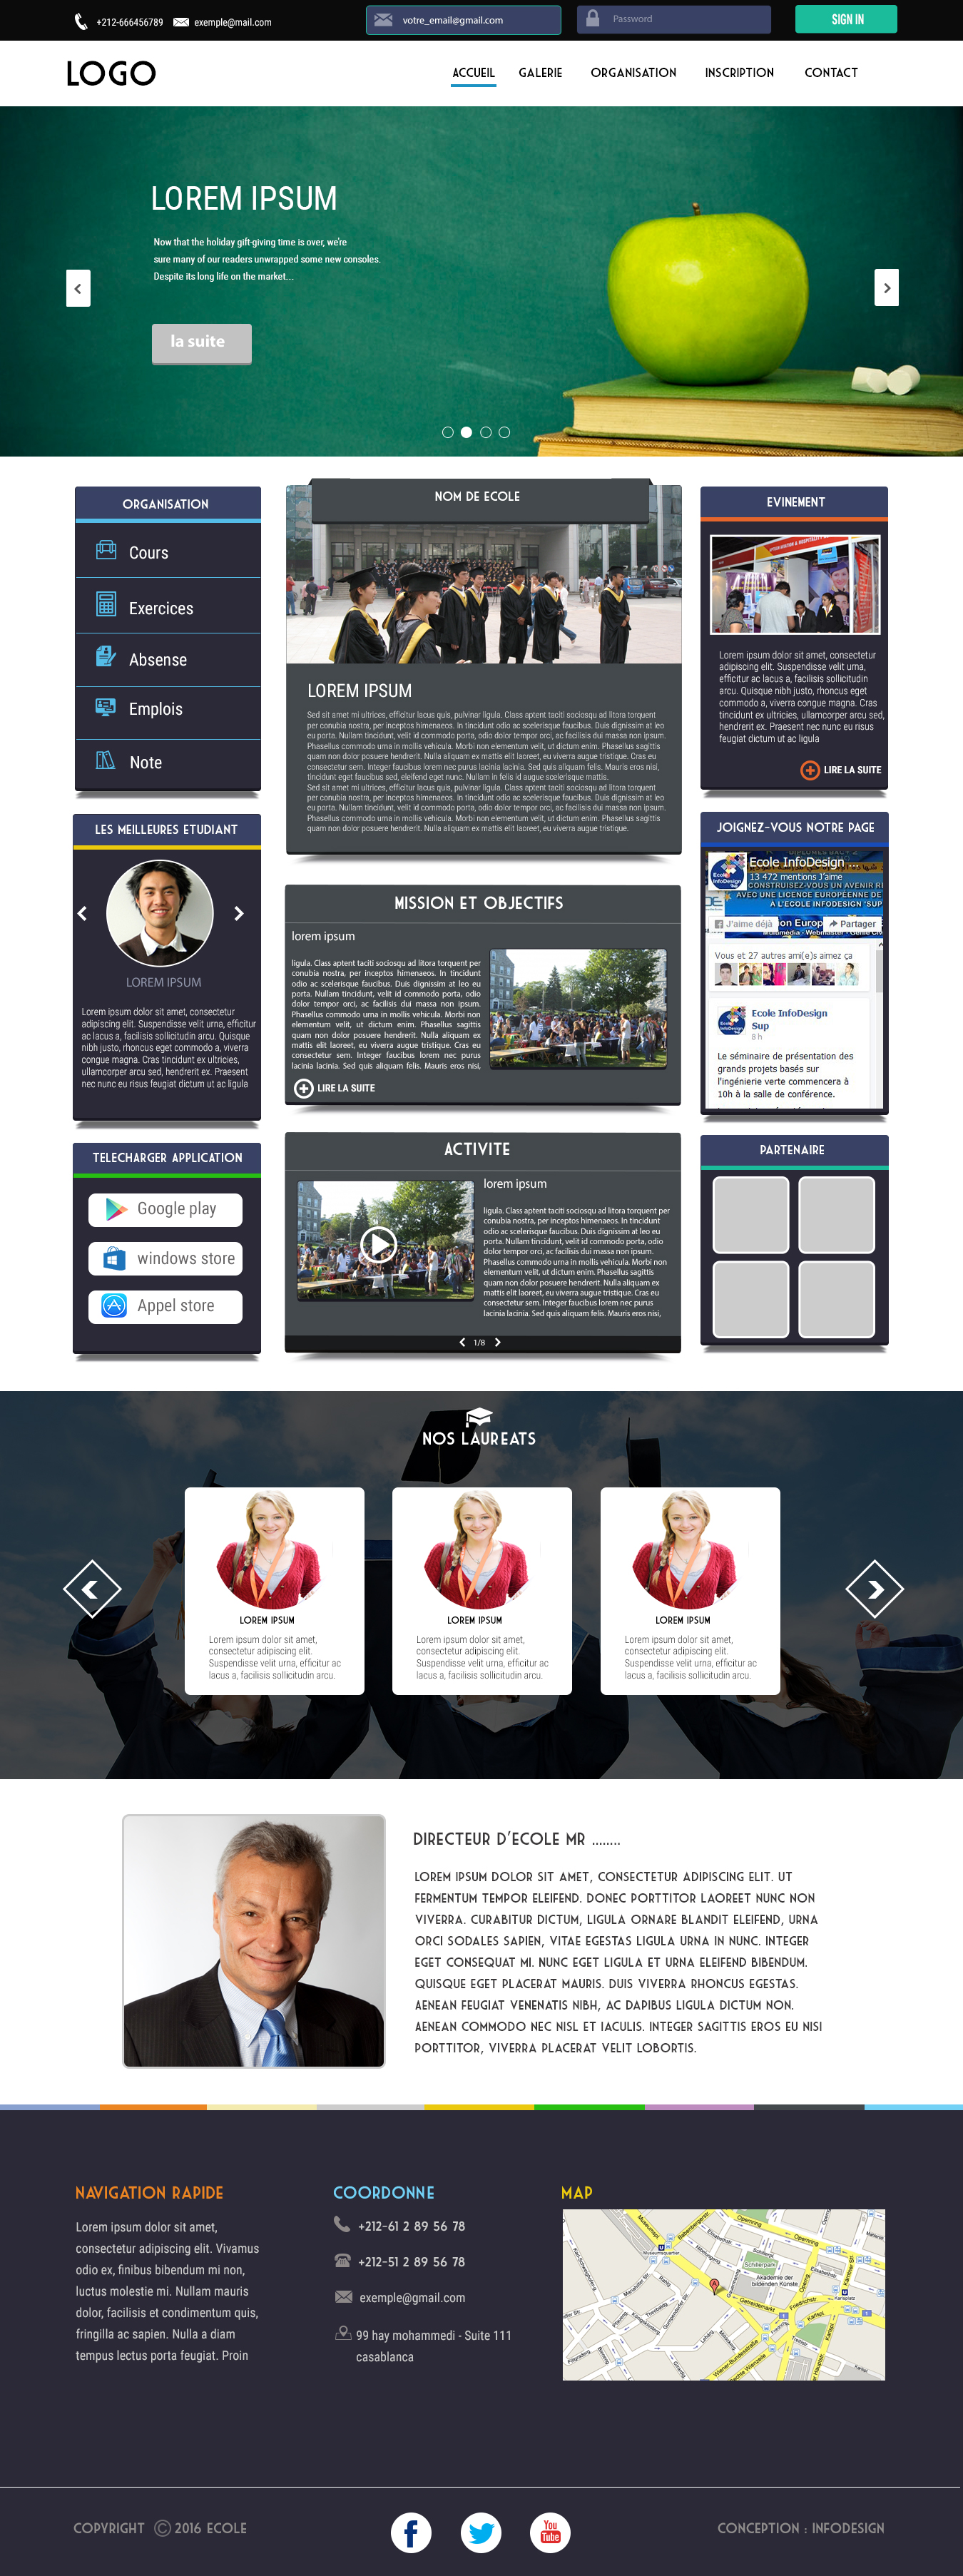 +212-666456789 exemple@mail.com votre_email@gmail.com Password SIGN IN
LOGO ACCUEIL GALERIE ORGANISATION INSCRIPTION CONTACT
LOREM IPSUM
Now that the holiday gift-giving time is over, we're
sure many of our readers unwrapped some new consoles.
Despite its long life on the market...
la suite
ORGANISATION
Cours
Exercices
Absense
Emplois
Note
LES MEILLEURES ETUDIANT
LOREM IPSUM
Lorem ipsum dolor sit amet, consectetur
adipiscing elit. Suspendisse velit urna, efficitur
ac lacus a, facilisis sollicitudin arcu. Quisque
nibh justo, rhoncus eget commodo a, viverra
congue magna. Cras tincidunt ex ultricies,
ullamcorper arcu sed, hendrerit ex. Praesent
nec nunc eu risus feugiat dictum ut ac ligula
TELECHARGER APPLICATION
Google play
windows store
Appel store
NOM DE ECOLE
LOREM IPSUM
Sed sit amet mi ultrices, efficitur lacus quis, pulvinar ligula. Class aptent taciti sociosqu ad litora torquent
per conubia nostra, per inceptos himenaeos. In tincidunt odio ac scelerisque faucibus. Duis dignissim at leo
eu porta. Nullam tincidunt, velit id commodo porta, odio dolor tempor orci, ac facilisis dui massa non ipsum.
Phasellus commodo urna in mollis vehicula. Morbi non elementum velit, ut dictum enim. Phasellus sagittis
quam non dolor posuere hendrerit. Nulla aliquam ex mattis elit laoreet, eu viverra augue tristique. Cras eu
consectetur sem. Integer faucibus lorem nec purus lacinia lacinia. Sed quis aliquam felis. Mauris eros nisi,
tincidunt eget faucibus sed, eleifend eget nunc. Nullam in felis id augue scelerisque mattis.
Sed sit amet mi ultrices, efficitur lacus quis, pulvinar ligula. Class aptent taciti sociosqu ad litora torquent
per conubia nostra, per inceptos himenaeos. In tincidunt odio ac scelerisque faucibus. Duis dignissim at leo
eu porta. Nullam tincidunt, velit id commodo porta, odio dolor tempor orci, ac facilisis dui massa non ipsum.
Phasellus commodo urna in mollis vehicula. Morbi non elementum velit, ut dictum enim. Phasellus sagittis
quam non dolor posuere hendrerit. Nulla aliquam ex mattis elit laoreet, eu viverra augue tristique.
MISSION ET OBJECTIFS
lorem ipsum
ligula. Class aptent taciti sociosqu ad litora torquent per
conubia nostra, per inceptos himenaeos. In tincidunt
odio ac scelerisque faucibus. Duis dignissim at leo eu
porta. Nullam tincidunt, velit id commodo porta, odio
dolor tempor orci, ac facilisis dui massa non ipsum.
Phasellus commodo urna in mollis vehicula. Morbi non
elementum velit, ut dictum enim. Phasellus sagittis
quam non dolor posuere hendrerit. Nulla aliquam ex
mattis elit laoreet, eu viverra augue tristique. Cras eu
consectetur sem. Integer faucibus lorem nec purus
lacinia lacinia. Sed quis aliquam felis. Mauris eros nisi,
LIRE LA SUITE
ACTIVITE
lorem ipsum
ligula. Class aptent taciti sociosqu ad litora torquent per
conubia nostra, per inceptos himenaeos. In tincidunt
odio ac scelerisque faucibus. Duis dignissim at leo eu
porta. Nullam tincidunt, velit id commodo porta, odio
dolor tempor orci, ac facilisis dui massa non ipsum.
Phasellus commodo urna in mollis vehicula. Morbi non
elementum velit, ut dictum enim. Phasellus sagittis
quam non dolor posuere hendrerit. Nulla aliquam ex
mattis elit laoreet, eu viverra augue tristique. Cras eu
consectetur sem. Integer faucibus lorem nec purus
lacinia lacinia. Sed quis aliquam felis. Mauris eros nisi,
1/8
EVINEMENT
Lorem ipsum dolor sit amet, consectetur
adipiscing elit. Suspendisse velit urna,
efficitur ac lacus a, facilisis sollicitudin
arcu. Quisque nibh justo, rhoncus eget
commodo a, viverra congue magna. Cras
tincidunt ex ultricies, ullamcorper arcu sed,
hendrerit ex. Praesent nec nunc eu risus
feugiat dictum ut ac ligula
LIRE LA SUITE
JOIGNEZ-VOUS NOTRE PAGE
Ecole InfoDesign ...
13 472 mentions J'aime
CONSTRUISEZ-VOUS UN AVENIR
AVEC UNE LICENCE EUROPEENNE
À L'ECOLE INFODESIGN 'SUP
J'aime déjà Partager
Vous et 27 autres ami(e)s aimez ça
Ecole InfoDesign
Sup
8 h
Le séminaire de présentation des
grands projets basés sur
l'ingénierie verte commencera à
10h à la salle de conférence.
PARTENAIRE
NOS LAUREATS
LOREM IPSUM
Lorem ipsum dolor sit amet,
consectetur adipiscing elit.
Suspendisse velit urna, efficitur ac
lacus a, facilisis sollicitudin arcu.
LOREM IPSUM
Lorem ipsum dolor sit amet,
consectetur adipiscing elit.
Suspendisse velit urna, efficitur ac
lacus a, facilisis sollicitudin arcu.
LOREM IPSUM
Lorem ipsum dolor sit amet,
consectetur adipiscing elit.
Suspendisse velit urna, efficitur ac
lacus a, facilisis sollicitudin arcu.
DIRECTEUR D'ECOLE MR ........
LOREM IPSUM DOLOR SIT AMET, CONSECTETUR ADIPISCING ELIT. UT
FERMENTUM TEMPOR ELEIFEND. DONEC PORTTITOR LAOREET NUNC NON
VIVERRA. CURABITUR DICTUM, LIGULA ORNARE BLANDIT ELEIFEND, URNA
ORCI SODALES SAPIEN, VITAE EGESTAS LIGULA URNA IN NUNC. INTEGER
EGET CONSEQUAT MI. NUNC EGET LIGULA ET URNA ELEIFEND BIBENDUM.
QUISQUE EGET PLACERAT MAURIS. DUIS VIVERRA RHONCUS EGESTAS.
AENEAN FEUGIAT VENENATIS NIBH, AC DAPIBUS LIGULA DICTUM NON.
AENEAN COMMODO NEC NISL ET IACULIS. INTEGER SAGITTIS EROS EU NISI
PORTTITOR, VIVERRA PLACERAT VELIT LOBORTIS.
NAVIGATION RAPIDE
Lorem ipsum dolor sit amet,
consectetur adipiscing elit. Vivamus
odio ex, finibus bibendum mi non,
luctus molestie mi. Nullam mauris
dolor, facilisis et condimentum quis,
fringilla ac sapien. Nulla a diam
tempus lectus porta feugiat. Proin
COORDONNE
+212-61 2 89 56 78
+212-51 2 89 56 78
exemple@gmail.com
99 hay mohammedi - Suite 111
casablanca
MAP
Schillerpark
Akademie der
bildenden Künste
Karlsplatz
COPYRIGHT © 2016 ECOLE
You
Tube
CONCEPTION : INFODESIGN